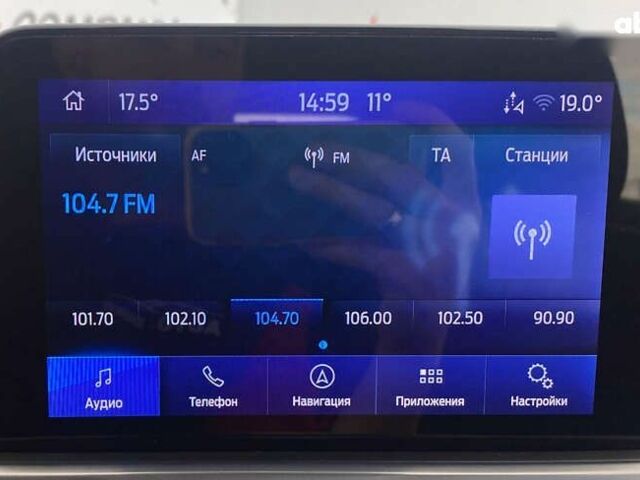 17.5° 14:59 11° 19.0°
Источники AF FM TA Станции
104.7 FM
101.70 102.10 104.70 106.00 102.50 90.90
Аудио Телефон Навигация Приложения Настройки